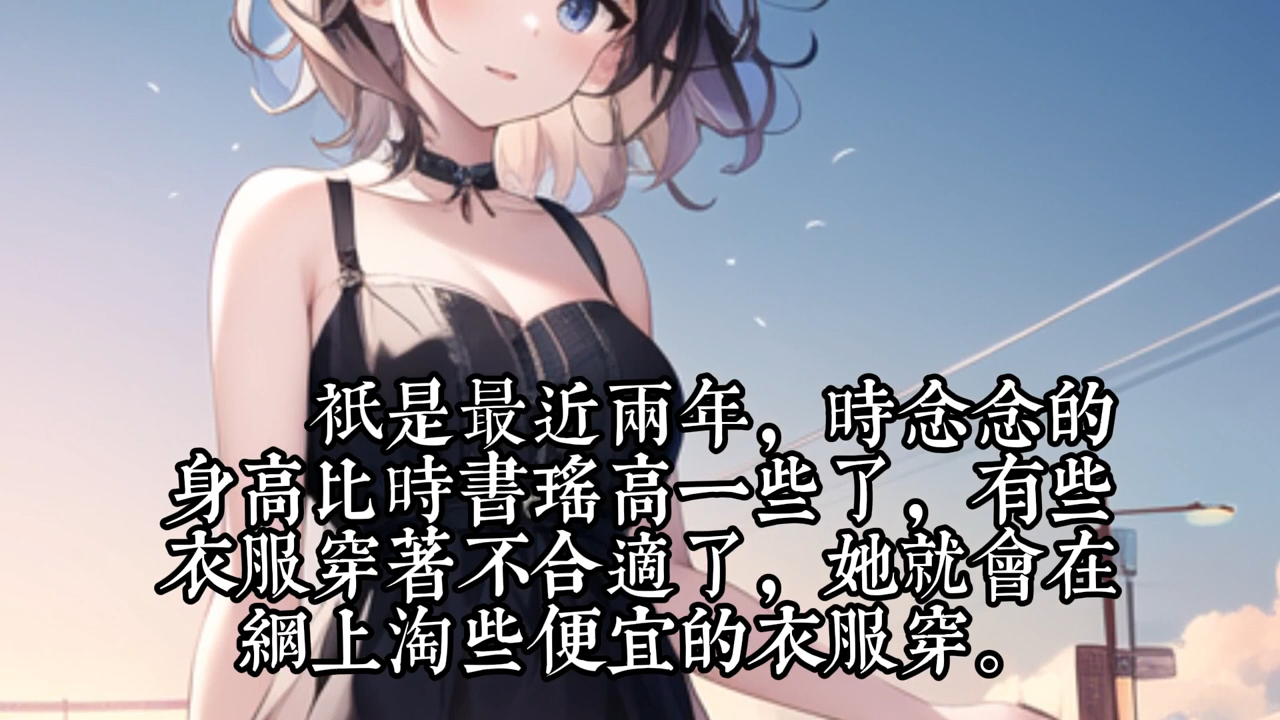 祇是最近兩年，時念念的
身高比時書瑤高一些了，有些
衣服穿著不合適了，她就會在
網上淘些便宜的衣服穿。